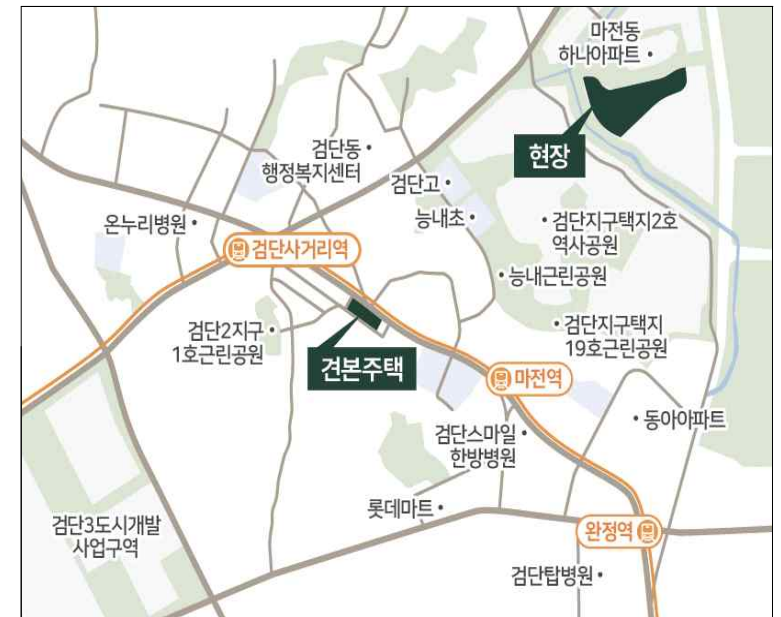 마전동
하나아파트
현장
검단동
행정복지센터
검단고
능내초
온누리병원
검단지구택지2호
역사공원
검단사거리역
능내근린공원
검단2지구
1호근린공원
검단지구택지
19호근린공원
견본주택
마전역
동아아파트
검단스마일
한방병원
롯데마트
검단3도시개발
사업구역
완정역
검단탑병원